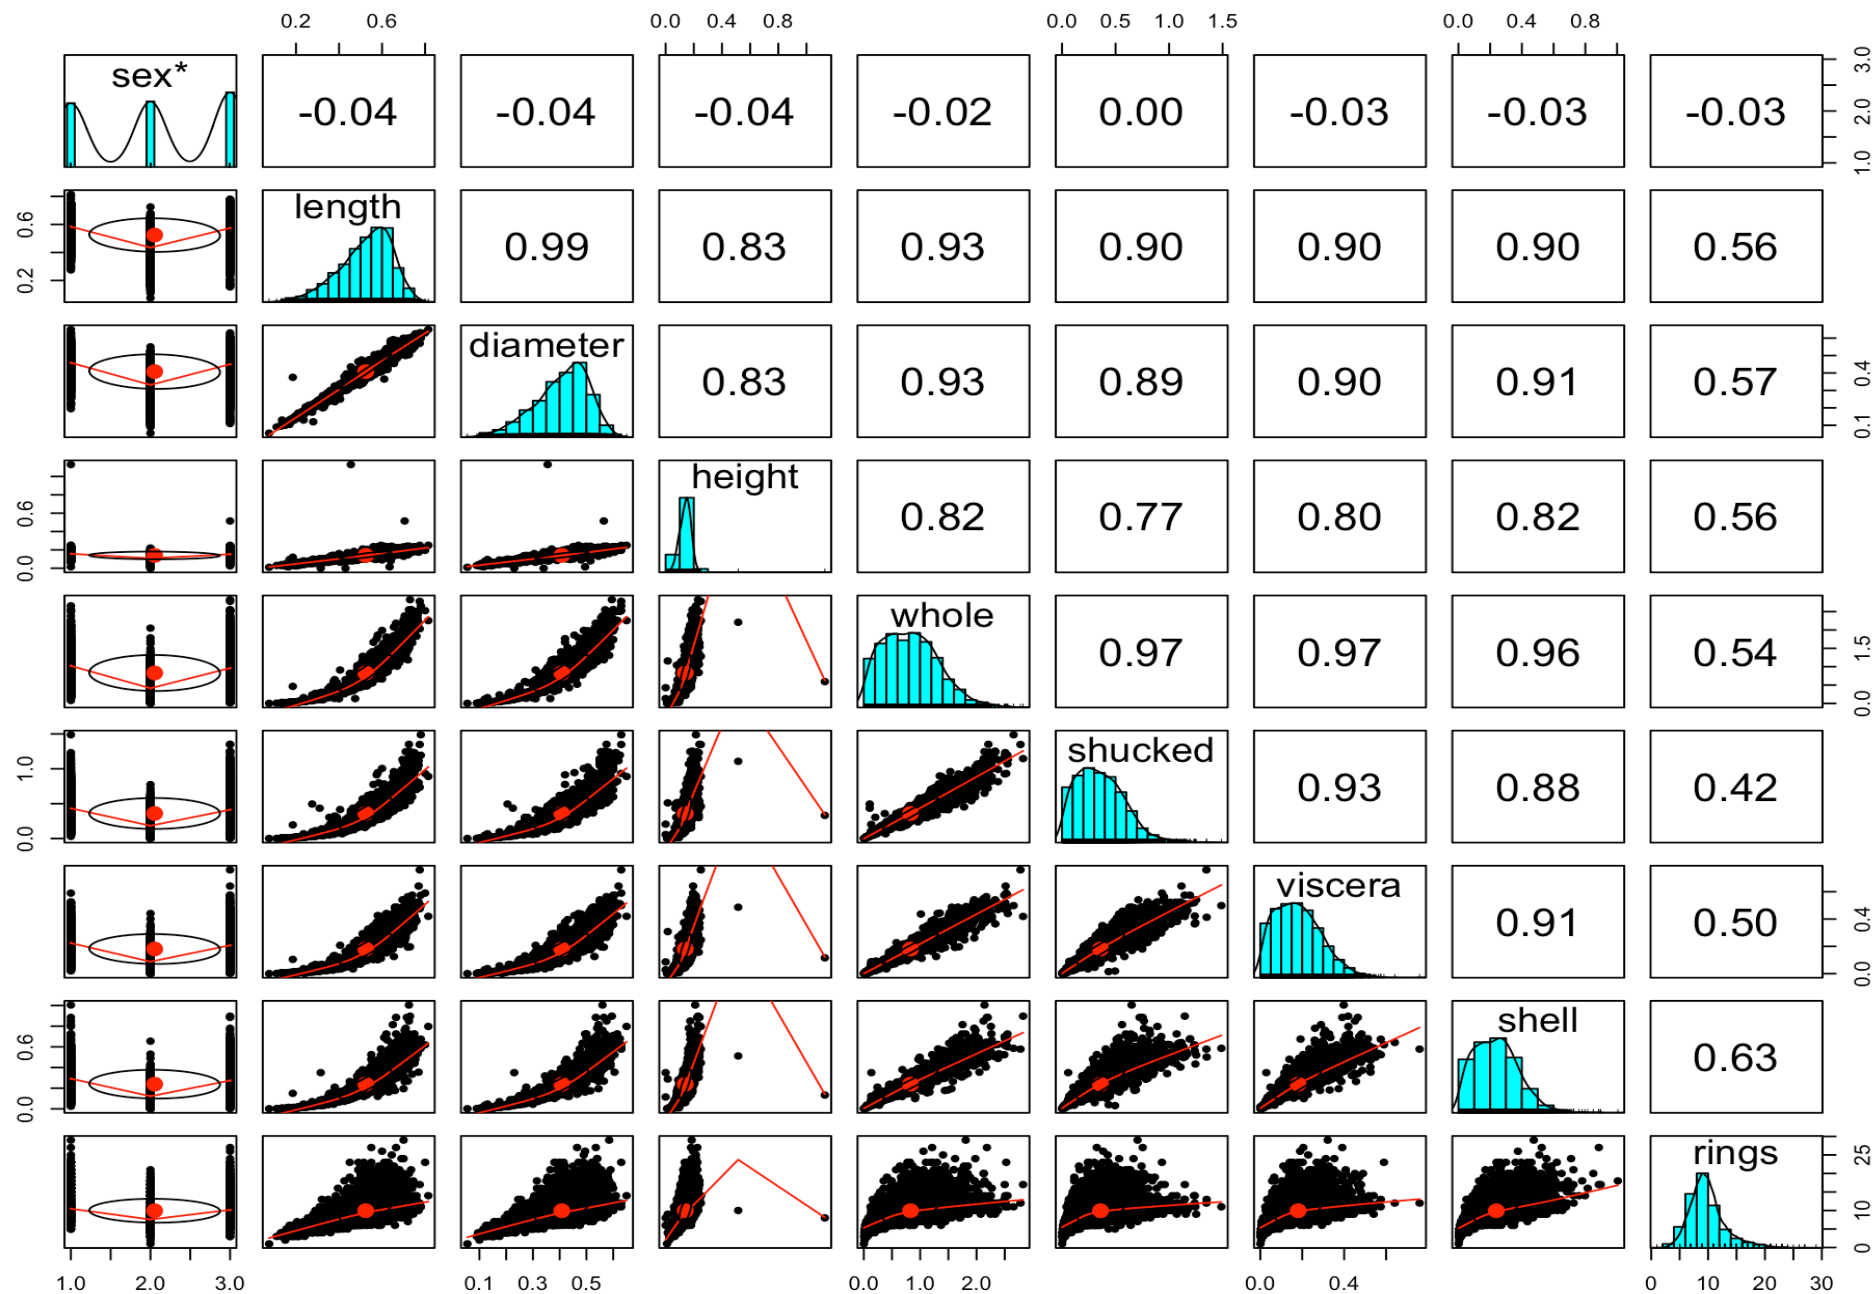 0.2 0.6 0.0 0.4 0.8 0.0 0.5 1.0 1.5 0.0 0.4 0.8
sex* -0.04 -0.04 -0.04 -0.02 0.00 -0.03 -0.03 -0.03 1.0 2.0 3.0
0.2 0.6 length 0.99 0.83 0.93 0.90 0.90 0.90 0.56
diameter 0.83 0.93 0.89 0.90 0.91 0.57 0.1 0.4
0.0 0.6 height 0.82 0.77 0.80 0.82 0.56
whole 0.97 0.97 0.96 0.54 0.0 1.5
0.0 1.0 shucked 0.93 0.88 0.42
viscera 0.91 0.50 0.0 0.4
0.0 0.6 shell 0.63
rings 0 10 25
1.0 2.0 3.0 0.1 0.3 0.5 0.0 1.0 2.0 0.0 0.4 0 10 20 30